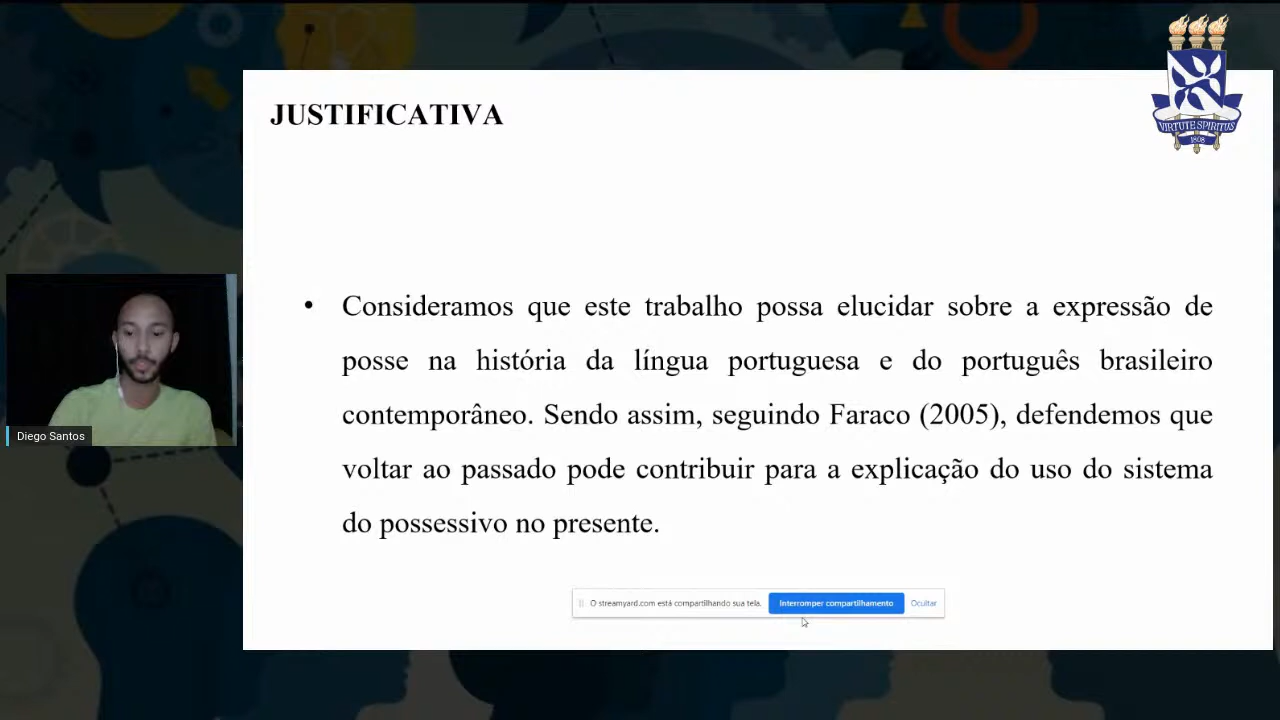 JUSTIFICATIVA
VIRTUTE SPIRITUS
1808
• Consideramos que este trabalho possa elucidar sobre a expressão de
posse na história da língua portuguesa e do português brasileiro
contemporâneo. Sendo assim, seguindo Faraco (2005), defendemos que
voltar ao passado pode contribuir para a explicação do uso do sistema
do possessivo no presente.
Diego Santos
O streamyard.com está compartilhando sua tela. Interromper compartilhamento Ocultar